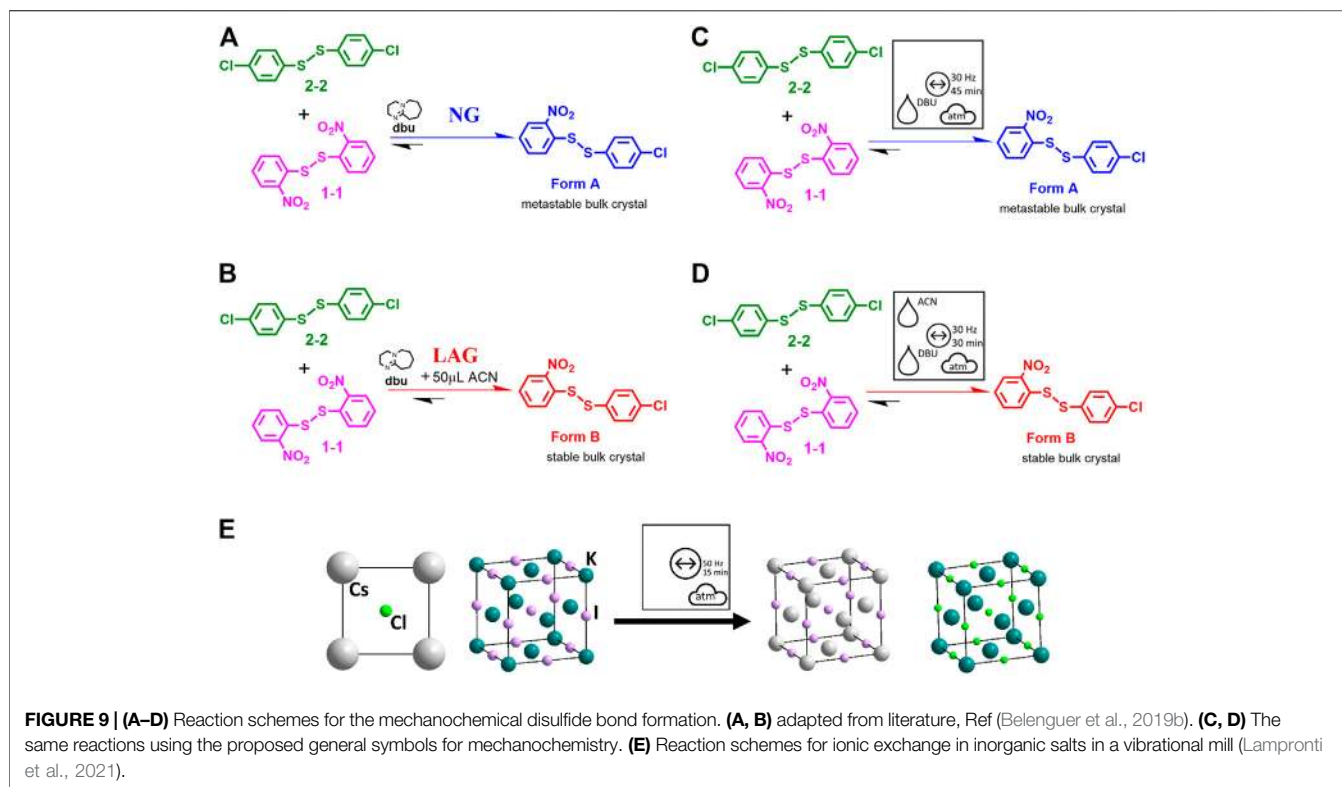 A
Cl
S
S
Cl
2-2
+
O₂N
S
S
NO₂
1-1
N
N
dbu
NG
NO₂
S
S
Cl
Form A
metastable bulk crystal
C
Cl
S
S
Cl
2-2
+
O₂N
S
S
NO₂
1-1
30 Hz
45 min
DBU
atm
NO₂
S
S
Cl
Form A
metastable bulk crystal
B
Cl
S
S
Cl
2-2
+
O₂N
S
S
NO₂
1-1
N
N
dbu
LAG
+50µL ACN
NO₂
S
S
Cl
Form B
stable bulk crystal
D
Cl
S
S
Cl
2-2
+
O₂N
S
S
NO₂
1-1
ACN
30 Hz
30 min
DBU
atm
NO₂
S
S
Cl
Form B
stable bulk crystal
E
Cs
Cl
K
I
50 Hz
15 min
atm
FIGURE 9 | (A–D) Reaction schemes for the mechanochemical disulfide bond formation. (A, B) adapted from literature, Ref (Belenguer et al., 2019b). (C, D) The
same reactions using the proposed general symbols for mechanochemistry. (E) Reaction schemes for ionic exchange in inorganic salts in a vibrational mill (Lampronti
et al., 2021).